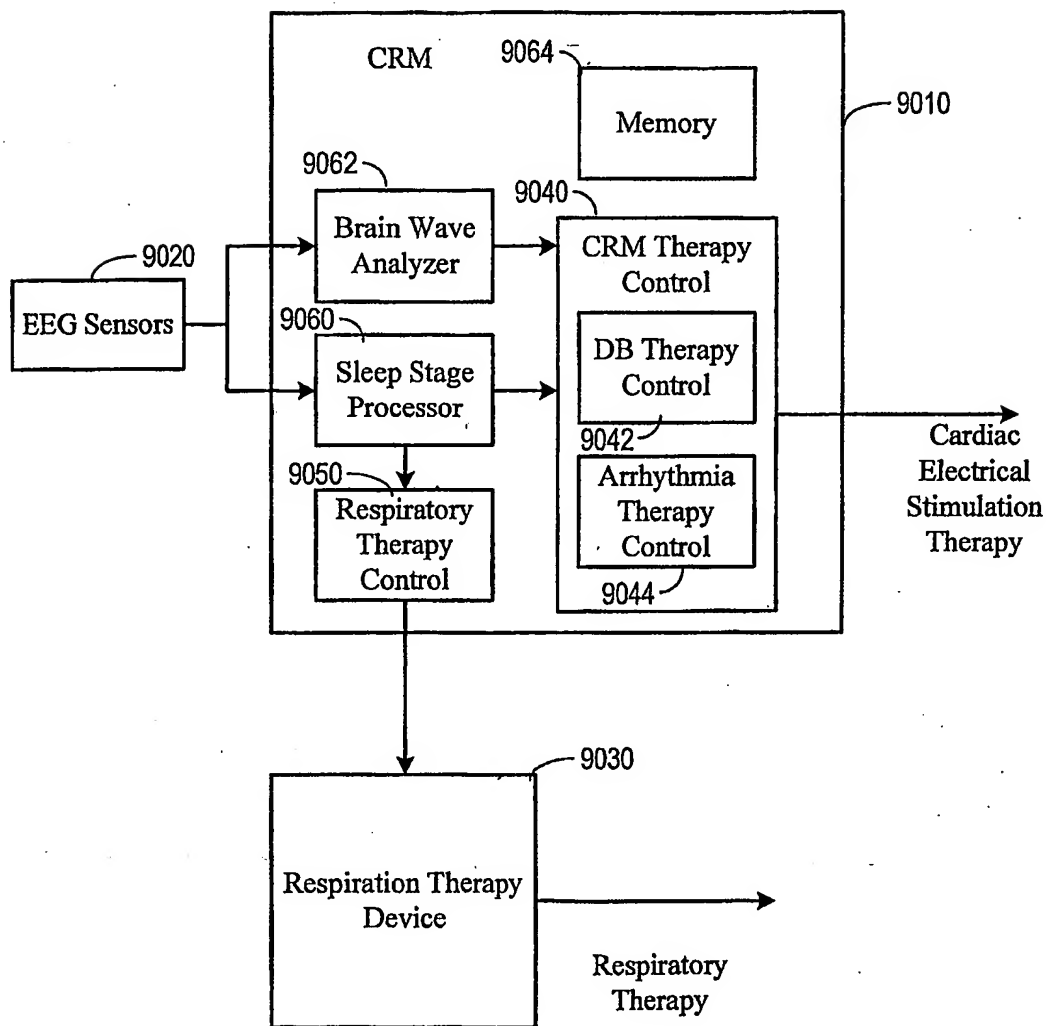 CRM
9064
Memory
9010
9062
Brain Wave
Analyzer
9040
CRM Therapy
Control
9020
EEG Sensors
9060
Sleep Stage
Processor
DB Therapy
Control
9042
Cardiac
Electrical
Stimulation
Therapy
9050
Respiratory
Therapy
Control
Arrhythmia
Therapy
Control
9044
9030
Respiration Therapy
Device
Respiratory
Therapy